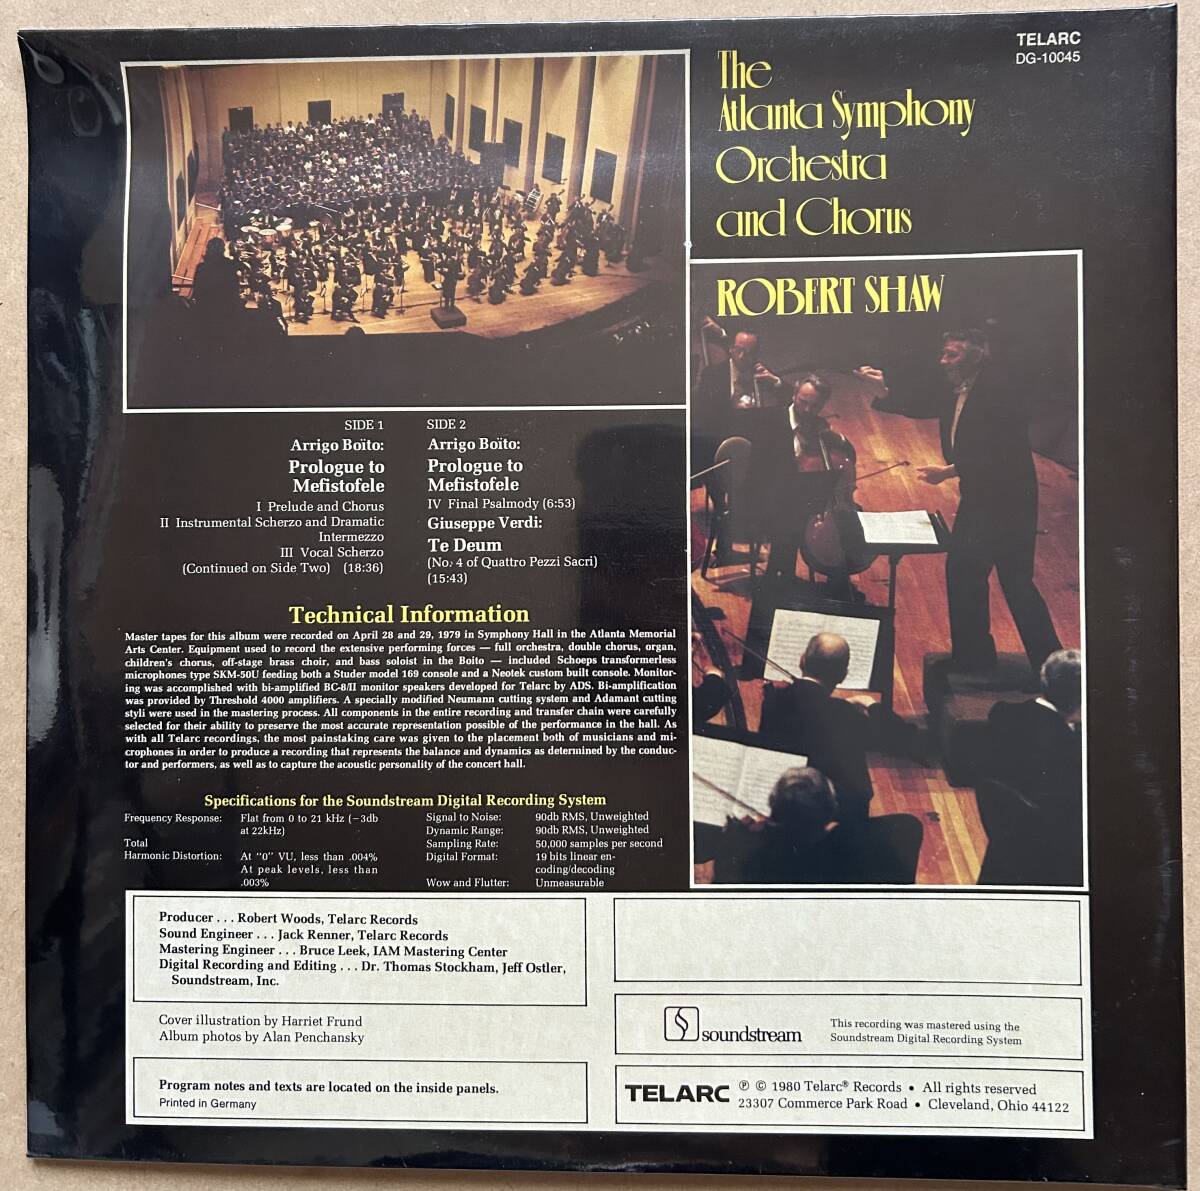 TELARC
DG-10045
The
Atlanta Symphony
Orchestra
and Chorus
ROBERT SHAW
SIDE 1
Arrigo Boïto:
Prologue to
Mefistofele
I Prelude and Chorus
II Instrumental Scherzo and Dramatic
Intermezzo
III Vocal Scherzo
(Continued on Side Two) (18:36)
SIDE 2
Arrigo Boïto:
Prologue to
Mefistofele
IV Final Psalmody (6:53)
Giuseppe Verdi:
Te Deum
(No. 4 of Quattro Pezzi Sacri)
(15:43)
Technical Information
Master tapes for this album were recorded on April 28 and 29, 1979 in Symphony Hall in the Atlanta Memorial
Arts Center. Equipment used to record the extensive performing forces — full orchestra, double chorus, organ,
children's chorus, off-stage brass choir, and bass soloist in the Boito — included Schoeps transformerless
microphones type SKM-50U feeding both a Studer model 169 console and a Neotek custom built console. Monitor-
ing was accomplished with bi-amplified BC-8/II monitor speakers developed for Telarc by ADS. Bi-amplification
was provided by Threshold 4000 amplifiers. A specially modified Neumann cutting system and Adamant cutting
styli were used in the mastering process. All components in the entire recording and transfer chain were carefully
selected for their ability to preserve the most accurate representation possible of the performance in the hall. As
with all Telarc recordings, the most painstaking care was given to the placement both of musicians and mi-
crophones in order to produce a recording that represents the balance and dynamics as determined by the conduc-
tor and performers, as well as to capture the acoustic personality of the concert hall.
Specifications for the Soundstream Digital Recording System
Frequency Response: Flat from 0 to 21 kHz (−3db
at 22kHz)
Total
Harmonic Distortion: At "0" VU, less than .004%
At peak levels, less than
.003%
Signal to Noise: 90db RMS, Unweighted
Dynamic Range: 90db RMS, Unweighted
Sampling Rate: 50,000 samples per second
Digital Format: 19 bits linear en-
coding/decoding
Wow and Flutter: Unmeasurable
Producer . . . Robert Woods, Telarc Records
Sound Engineer . . . Jack Renner, Telarc Records
Mastering Engineer . . . Bruce Leek, IAM Mastering Center
Digital Recording and Editing . . . Dr. Thomas Stockham, Jeff Ostler,
Soundstream, Inc.
Cover illustration by Harriet Frund
Album photos by Alan Penchansky
Program notes and texts are located on the inside panels.
Printed in Germany
soundstream
This recording was mastered using the
Soundstream Digital Recording System
TELARC
℗ © 1980 Telarc® Records • All rights reserved
23307 Commerce Park Road • Cleveland, Ohio 44122